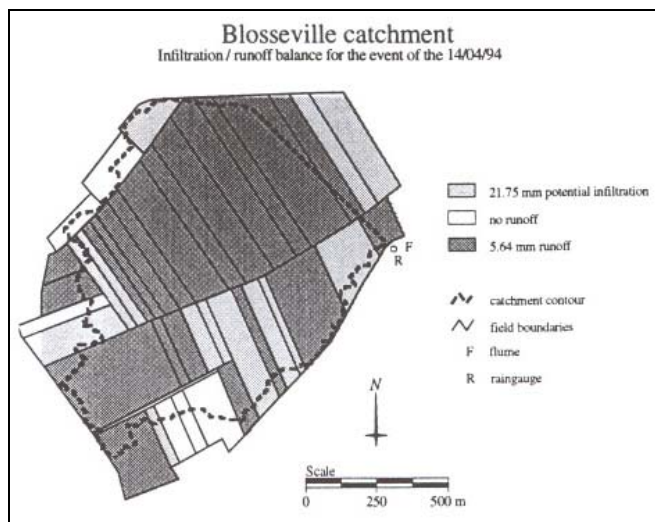 Blosseville catchment
Infiltration / runoff balance for the event of the 14/04/94
21.75 mm potential infiltration
no runoff
5.64 mm runoff
F
R
catchment contour
field boundaries
F flume
R raingauge
N
Scale
0 250 500 m